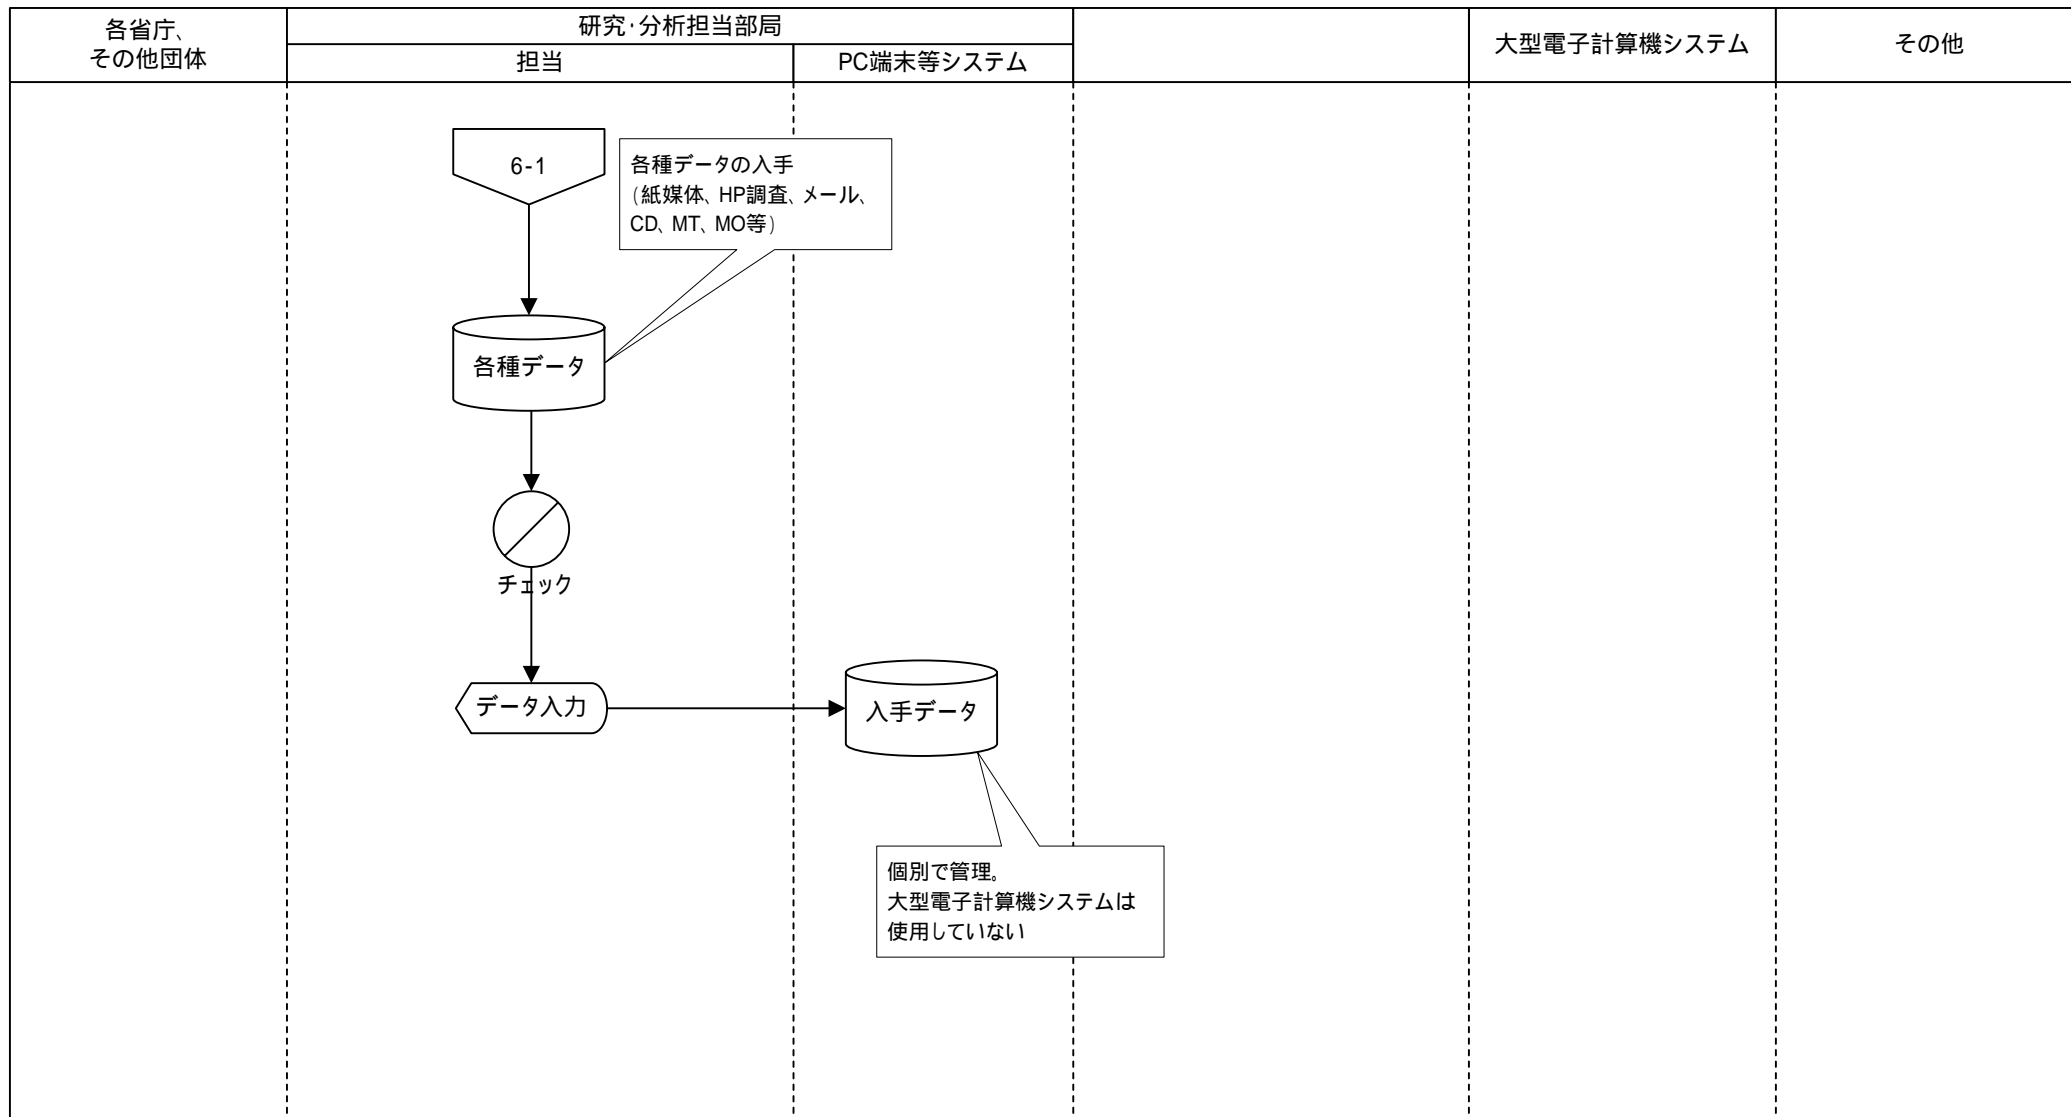 各省庁、
その他団体
研究・分析担当部局
担当
PC端末等システム
大型電子計算機システム
その他
6-1
各種データの入手
(紙媒体、HP調査、メール、
CD、MT、MO等)
各種データ
チェック
データ入力
入手データ
個別で管理。
大型電子計算機システムは
使用していない